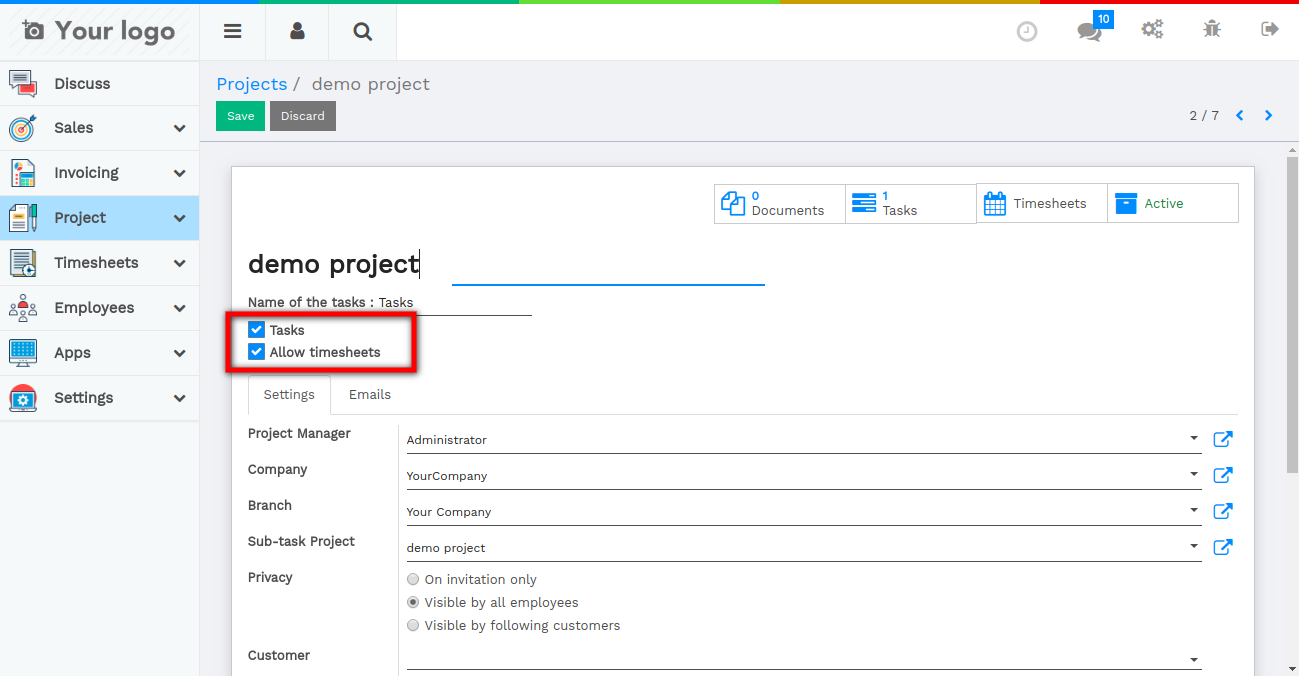 Your logo
10
Discuss
Sales
Invoicing
Project
Timesheets
Employees
Apps
Settings
Projects / demo project
Save Discard
2 / 7
0 Documents
1 Tasks
Timesheets
Active
demo project
Name of the tasks : Tasks
Tasks
Allow timesheets
Settings Emails
Project Manager Administrator
Company YourCompany
Branch Your Company
Sub-task Project demo project
Privacy On invitation only
Visible by all employees
Visible by following customers
Customer